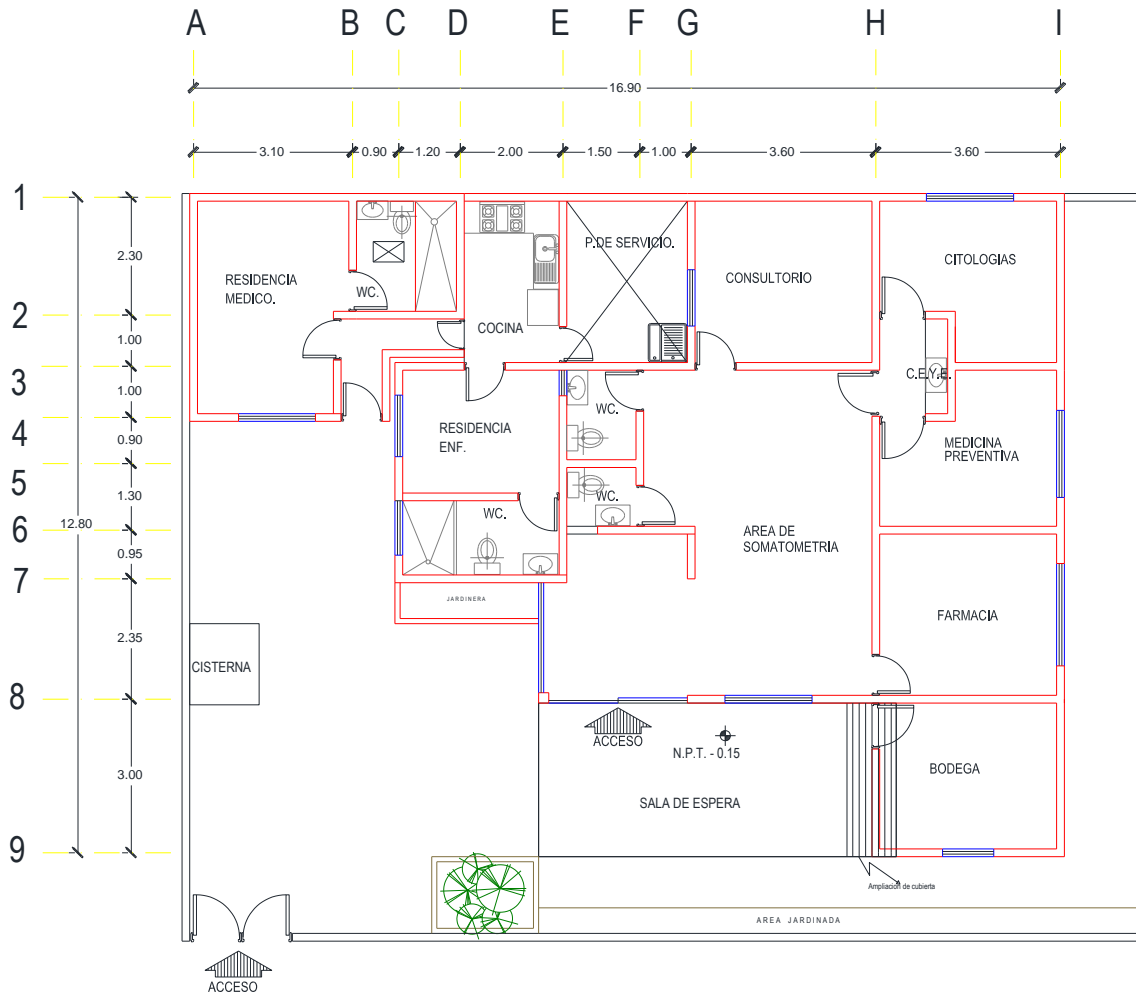 A B C D E F G H I
16.90
3.10 0.90 1.20 2.00 1.50 1.00 3.60 3.60
1
2.30
2
1.00
3
1.00
4
0.90
5
1.30
12.80
6
0.95
7
2.35
8
3.00
9
RESIDENCIA
MEDICO.
WC.
COCINA
P.DE SERVICIO.
CONSULTORIO
CITOLOGIAS
C.E.Y.E.
RESIDENCIA
ENF.
WC.
WC.
WC.
MEDICINA
PREVENTIVA
AREA DE
SOMATOMETRIA
JARDINERA
FARMACIA
CISTERNA
ACCESO
N.P.T. - 0.15
SALA DE ESPERA
BODEGA
Ampliación de cubierta
AREA JARDINADA
ACCESO